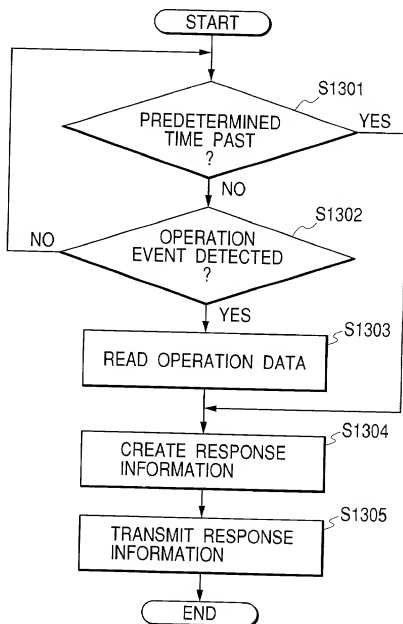 START
S1301
PREDETERMINED
TIME PAST
?
YES
NO
S1302
OPERATION
EVENT DETECTED
?
NO
YES
S1303
READ OPERATION DATA
S1304
CREATE RESPONSE
INFORMATION
S1305
TRANSMIT RESPONSE
INFORMATION
END